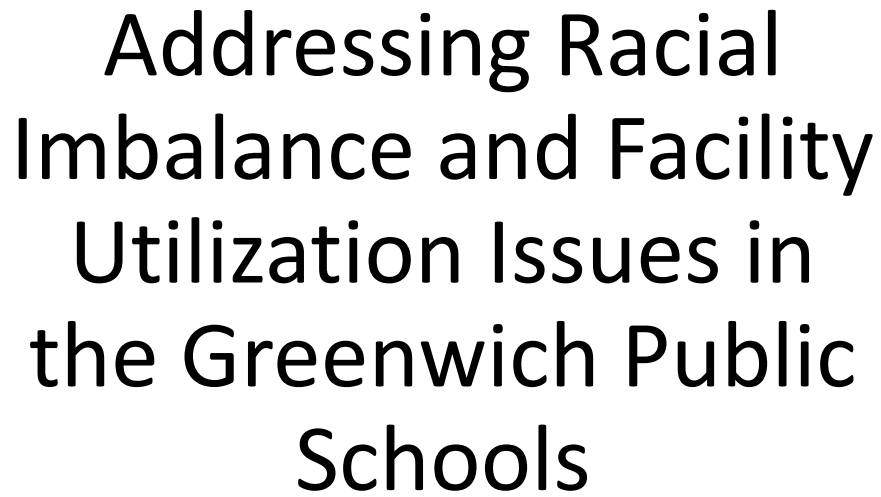 Addressing Racial
Imbalance and Facility
Utilization Issues in
the Greenwich Public
Schools